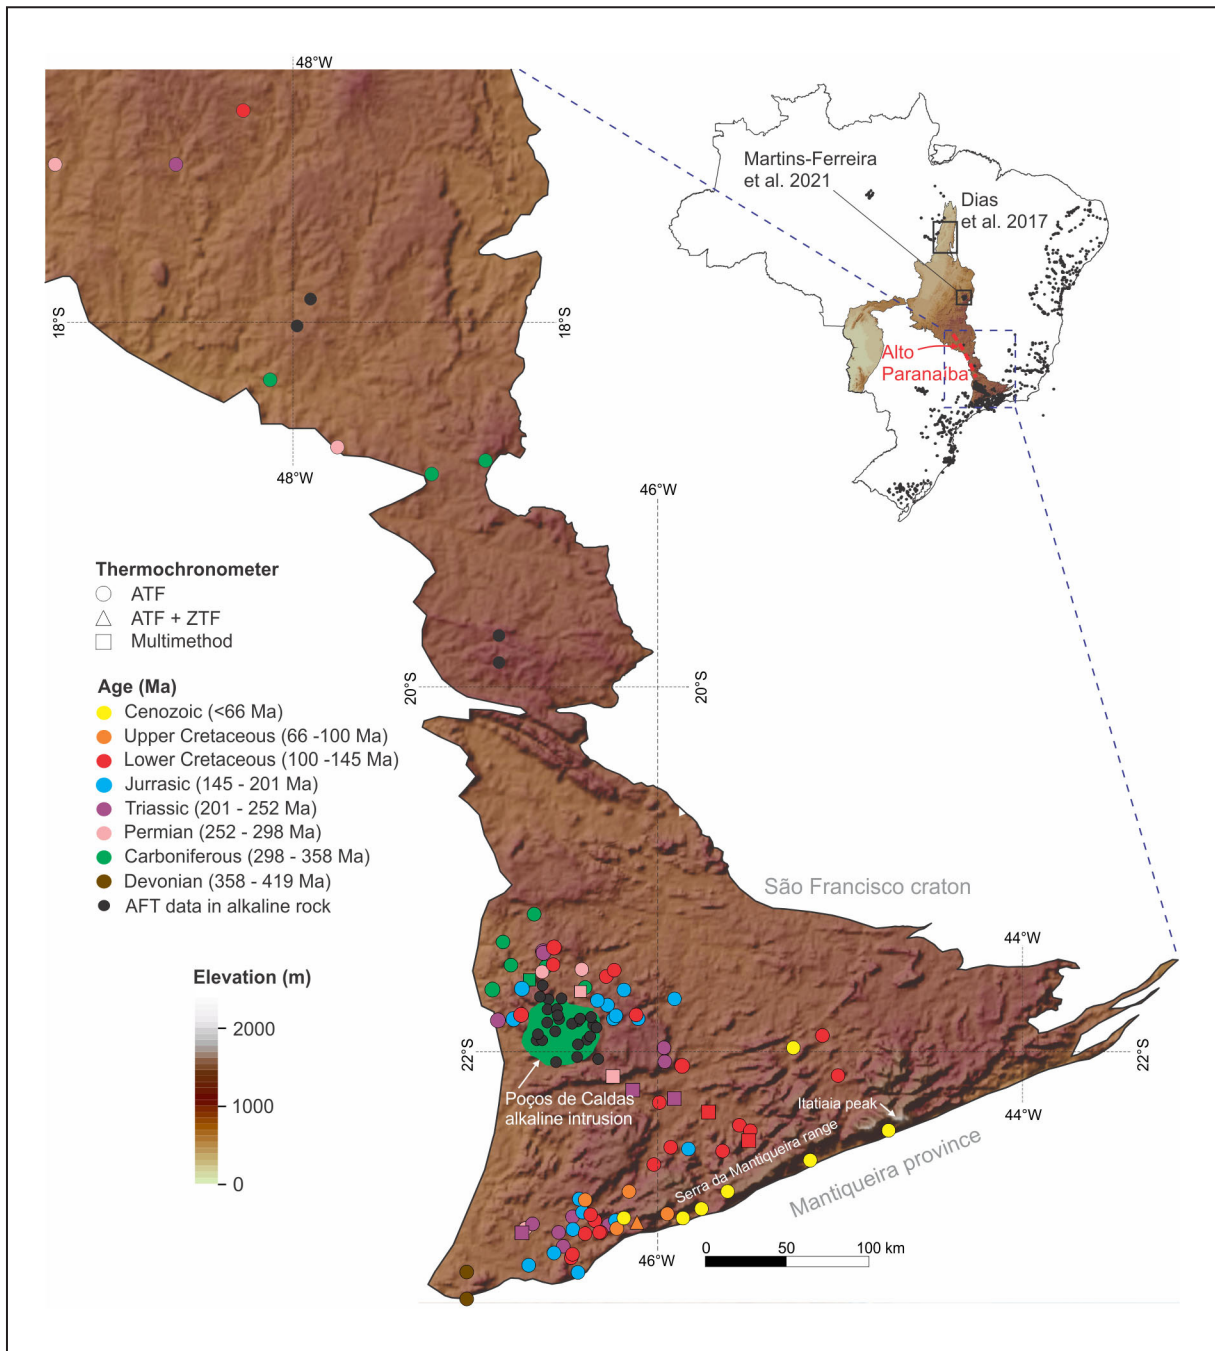 48°W
Martins-Ferreira
et al. 2021
Dias
et al. 2017
18°S
18°S
Alto
Paranaíba
48°W
46°W
Thermochronometer
ATF
ATF + ZTF
Multimethod
20°S
20°S
Age (Ma)
Cenozoic (<66 Ma)
Upper Cretaceous (66 -100 Ma)
Lower Cretaceous (100 -145 Ma)
Jurrasic (145 - 201 Ma)
Triassic (201 - 252 Ma)
Permian (252 - 298 Ma)
Carboniferous (298 - 358 Ma)
Devonian (358 - 419 Ma)
AFT data in alkaline rock
São Francisco craton
44°W
Elevation (m)
2000
1000
0
22°S
22°S
Poços de Caldas
alkaline intrusion
Itatiaia peak
44°W
Serra da Mantiqueira range
Mantiqueira province
46°W
0 50 100 km